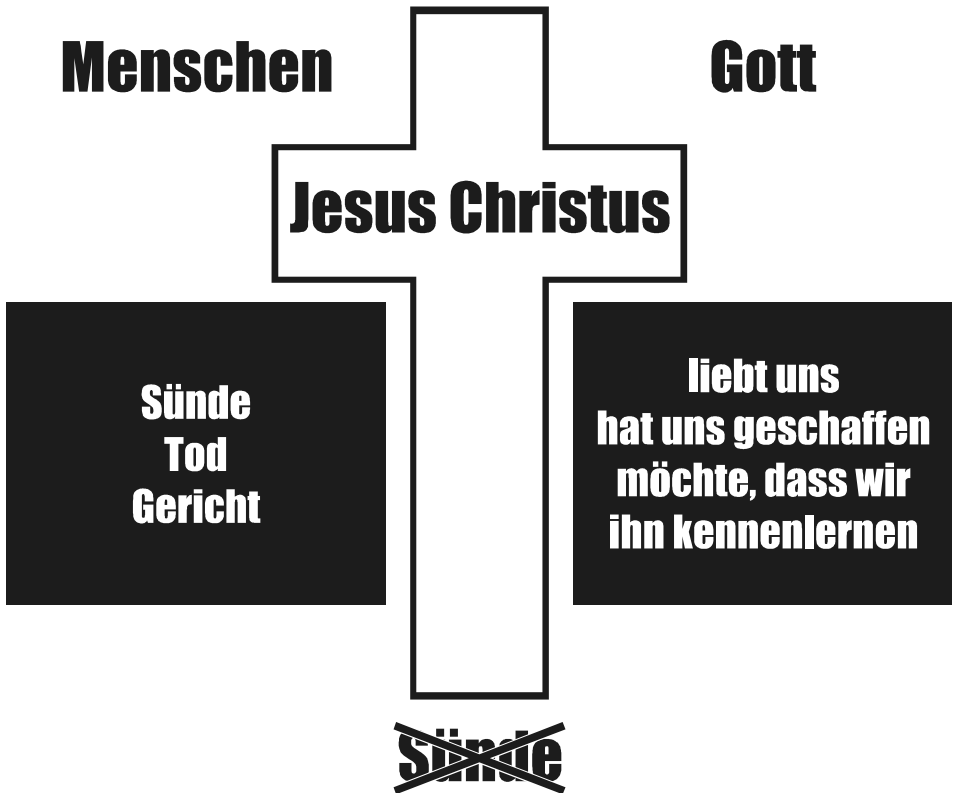 Menschen
Gott
Jesus Christus
Sünde
Tod
Gericht
liebt uns
hat uns geschaffen
möchte, dass wir
ihn kennenlernen
Sünde